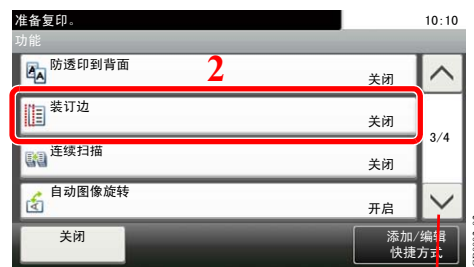 准备复印。
10:10
功能
防透印到背面
2
关闭
装订边
关闭
3/4
连续扫描
关闭
自动图像旋转
开启
关闭
添加/编辑
快捷方式